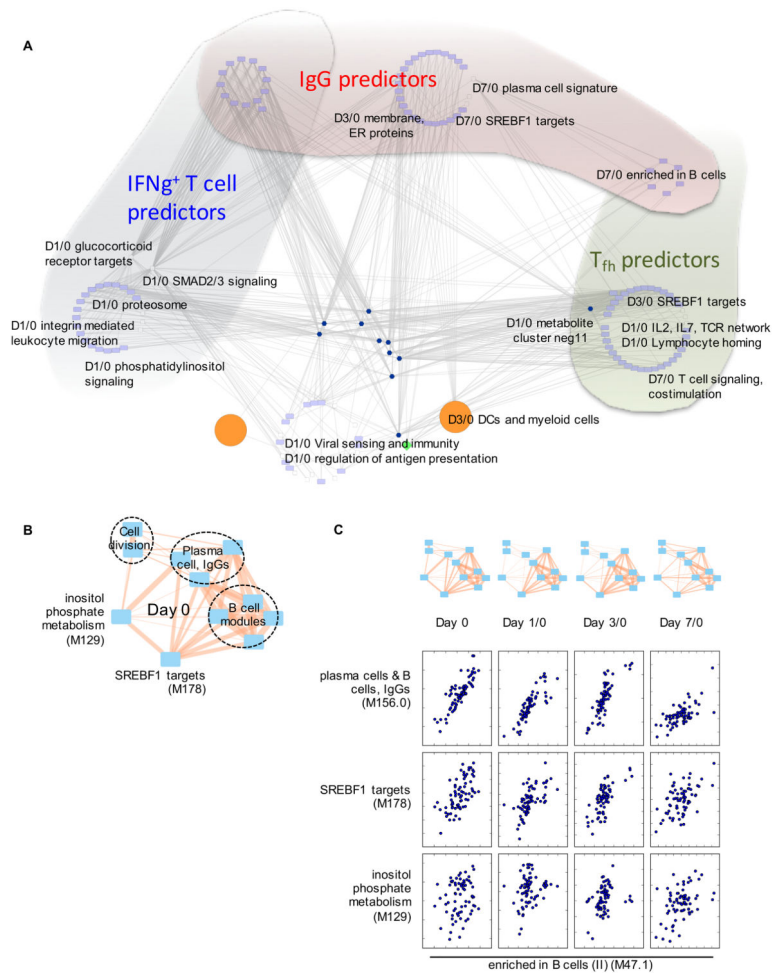 A
IgG predictors
D7/0 plasma cell signature
D3/0 membrane,
ER proteins
D7/0 SREBF1 targets
D7/0 enriched in B cells
IFNg+ T cell
predictors
D1/0 glucocorticoid
receptor targets
D1/0 SMAD2/3 signaling
D1/0 proteosome
D1/0 integrin mediated
leukocyte migration
D1/0 phosphatidylinositol
signaling
Tfh predictors
D3/0 SREBF1 targets
D1/0 metabolite
cluster neg11
D1/0 IL2, IL7, TCR network
D1/0 Lymphocyte homing
D7/0 T cell signaling,
costimulation
D3/0 DCs and myeloid cells
D1/0 Viral sensing and immunity
D1/0 regulation of antigen presentation
B
Cell
division
Plasma
cell, IgGs
inositol
phosphate
metabolism
(M129)
Day 0
B cell
modules
SREBF1 targets
(M178)
C
Day 0
Day 1/0
Day 3/0
Day 7/0
plasma cells & B
cells, IgGs
(M156.0)
SREBF1 targets
(M178)
inositol
phosphate
metabolism
(M129)
enriched in B cells (II) (M47.1)